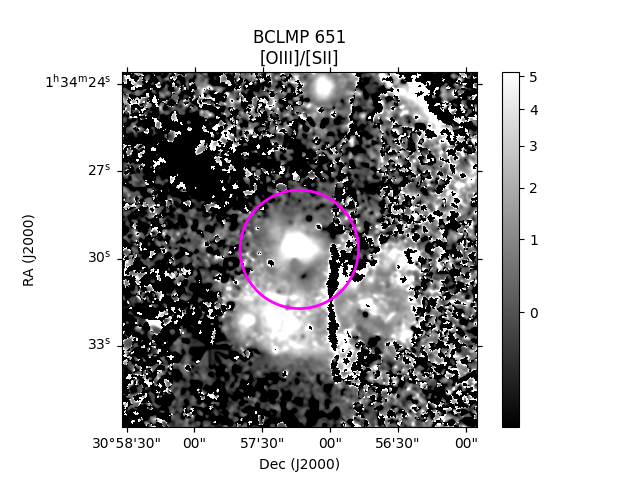 BCLMP 651
[OIII]/[SII]
1ʰ34ᵐ24ˢ
27ˢ
30ˢ
33ˢ
RA (J2000)
30°58'30" 00" 57'30" 00" 56'30" 00"
Dec (J2000)
5
4
3
2
1
0